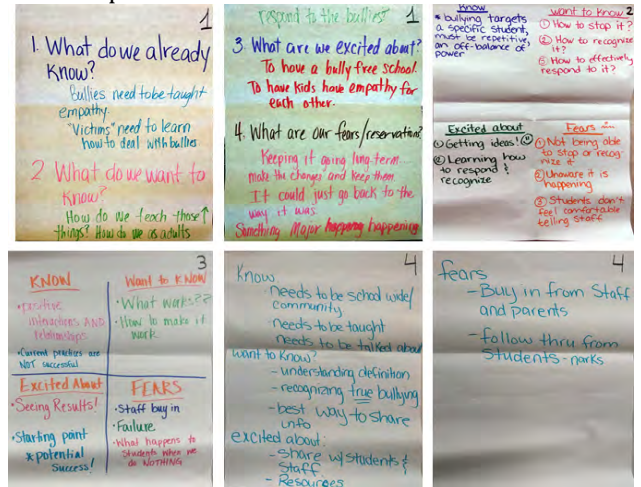 1
1. What do we already
Know?
Bullies need to be taught
empathy.
"Victims" need to learn
how to deal with bullies
2 What do we want to
Know?
How do we teach those ↑
things? How do we as adults
1
respond to the bullies?
3. What are we excited about?
To have a bully free school.
To have kids have empathy for
each other.
4. What are our fears/reservations?
Keeping it going long-term
make the changes and keep them
It could just go back to the
way it was
Something Major happening
2
Know
* bullying targets
a specific student,
must be repetitive,
an off-balance of
power
Want to know
① How to stop it?
② How to recognize
it?
③ How to effectively
respond to it?
Excited about
① Getting ideas!
② Learning how
to respond &
recognize
Fears
① Not being able
to stop or recog-
nize it
② Unaware it is
happening
③ Students don't
feel comfortable
telling staff
3
KNOW
• positive
interactions AND
relationships
• Current practices are
NOT successful
Want to KNOW
• What works??
• How to make it
work
Excited About
• Seeing Results!
• Starting point
* potential
success!
FEARS
• Staff buy in
• Failure
• What happens to
Students when we
do NOTHING
4
Know
- needs to be school wide/
community
- needs to be taught
needs to be talked about
want to Know?
- understanding definition
- recognizing true bullying
- best way to share
info
excited about:
- share w/ students &
Staff
- Resources
4
fears
- Buy in from Staff
and parents
- follow thru from
Students - narks